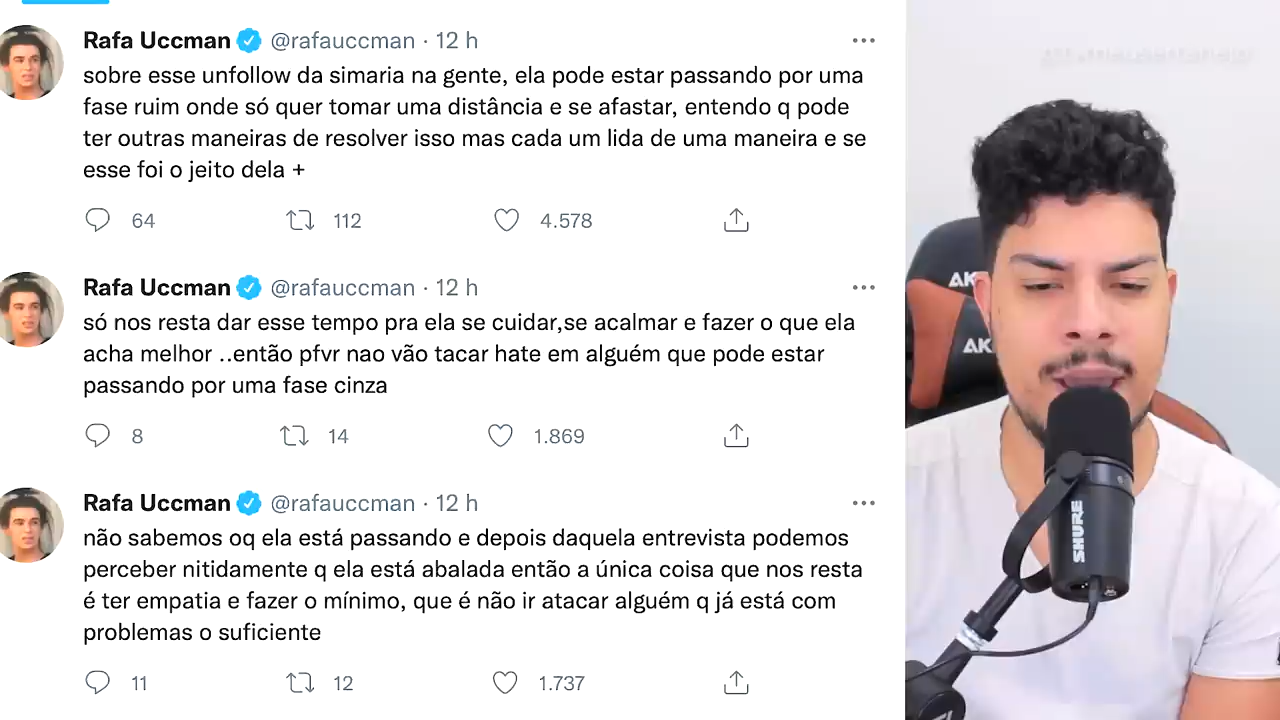 Rafa Uccman @rafauccman · 12 h
sobre esse unfollow da simaria na gente, ela pode estar passando por uma
fase ruim onde só quer tomar uma distância e se afastar, entendo q pode
ter outras maneiras de resolver isso mas cada um lida de uma maneira e se
esse foi o jeito dela +
64 112 4.578
Rafa Uccman @rafauccman · 12 h
só nos resta dar esse tempo pra ela se cuidar,se acalmar e fazer o que ela
acha melhor ..então pfvr nao vão tacar hate em alguém que pode estar
passando por uma fase cinza
8 14 1.869
Rafa Uccman @rafauccman · 12 h
não sabemos oq ela está passando e depois daquela entrevista podemos
perceber nitidamente q ela está abalada então a única coisa que nos resta
é ter empatia e fazer o mínimo, que é não ir atacar alguém q já está com
problemas o suficiente
11 12 1.737
AK
AK
SHURE